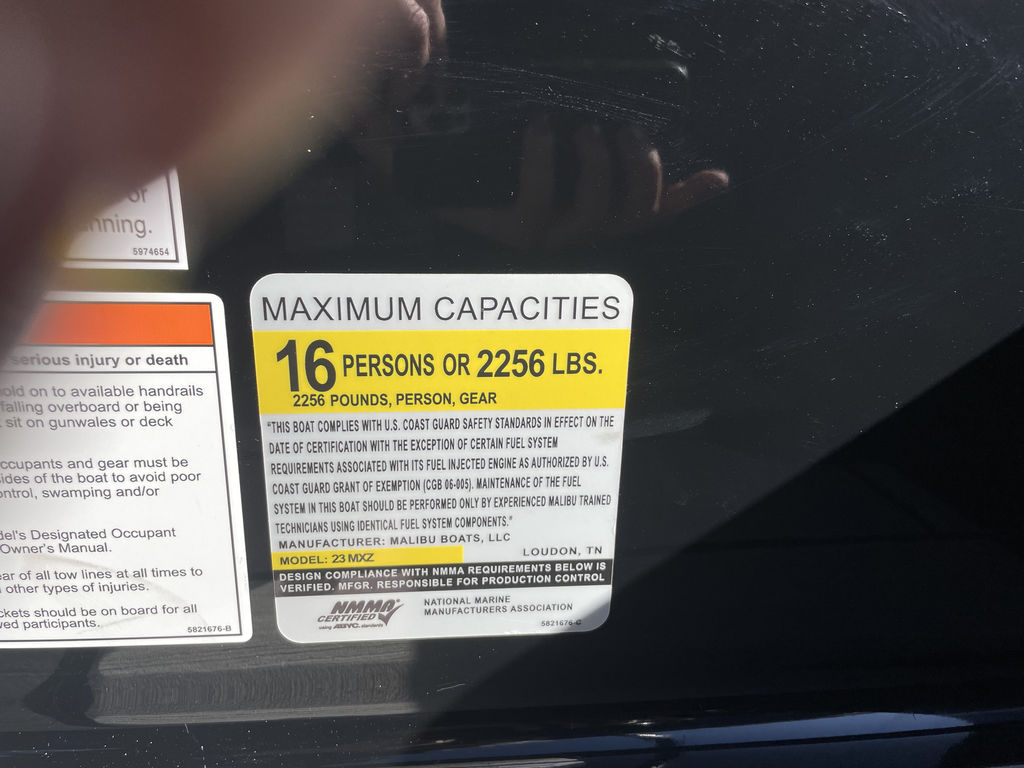 or
nning.
5974654
serious injury or death
old on to available handrails
falling overboard or being
sit on gunwales or deck
ccupants and gear must be
ides of the boat to avoid poor
ontrol, swamping and/or
del's Designated Occupant
Owner's Manual.
ear of all tow lines at all times to
other types of injuries.
ckets should be on board for all
ved participants.
5821676-B
MAXIMUM CAPACITIES
16 PERSONS OR 2256 LBS.
2256 POUNDS, PERSON, GEAR
"THIS BOAT COMPLIES WITH U.S. COAST GUARD SAFETY STANDARDS IN EFFECT ON THE
DATE OF CERTIFICATION WITH THE EXCEPTION OF CERTAIN FUEL SYSTEM
REQUIREMENTS ASSOCIATED WITH ITS FUEL INJECTED ENGINE AS AUTHORIZED BY U.S.
COAST GUARD GRANT OF EXEMPTION (CGB 06-005). MAINTENANCE OF THE FUEL
SYSTEM IN THIS BOAT SHOULD BE PERFORMED ONLY BY EXPERIENCED MALIBU TRAINED
TECHNICIANS USING IDENTICAL FUEL SYSTEM COMPONENTS."
MANUFACTURER: MALIBU BOATS, LLC
LOUDON, TN
MODEL: 23 MXZ
DESIGN COMPLIANCE WITH NMMA REQUIREMENTS BELOW IS
VERIFIED. MFGR. RESPONSIBLE FOR PRODUCTION CONTROL
NMMA
CERTIFIED
using ABYC. standards
NATIONAL MARINE
MANUFACTURERS ASSOCIATION
5821676-C